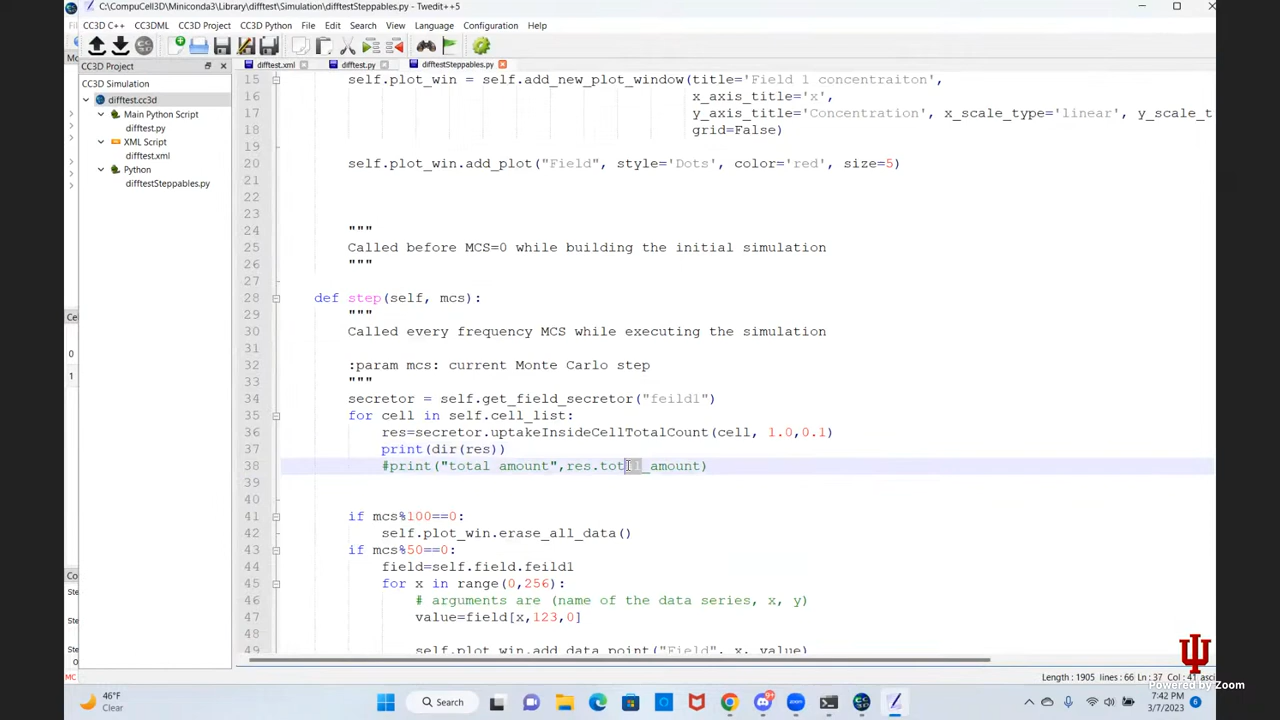 C:\CompuCell3D\Miniconda3\Library\difftest\Simulation\difftestSteppables.py - Twedit++5
CC3D C++ CC3DML CC3D Python File Edit Search View Language Configuration Help
CC3D Project
difftest.xml difftest.py difftestSteppables.py
CC3D Simulation
difftest.cc3d
Main Python Script
difftest.py
XML Script
difftest.xml
Python
difftestSteppables.py
15 self.plot_win = self.add_new_plot_window(title='Field 1 concentraiton',
16 x_axis_title='x',
17 y_axis_title='Concentration', x_scale_type='linear', y_scale_t
18 grid=False)
19
20 self.plot_win.add_plot("Field", style='Dots', color='red', size=5)
21
22
23
24 """
25 Called before MCS=0 while building the initial simulation
26 """
27
28 def step(self, mcs):
29 """
30 Called every frequency MCS while executing the simulation
31
32 :param mcs: current Monte Carlo step
33 """
34 secretor = self.get_field_secretor("feild1")
35 for cell in self.cell_list:
36 res=secretor.uptakeInsideCellTotalCount(cell, 1.0,0.1)
37 print(dir(res))
38 #print("total amount",res.total_amount)
39
40
41 if mcs%100==0:
42 self.plot_win.erase_all_data()
43 if mcs%50==0:
44 field=self.field.feild1
45 for x in range(0,256):
46 # arguments are (name of the data series, x, y)
47 value=field[x,123,0]
48
49 self.plot_win.add_data_point("Field", x, value)
Length : 1905 lines : 66 Ln : 37 Col : 41 ascii
Powered by Zoom
46°F
Clear
Search
7:42 PM
3/7/2023